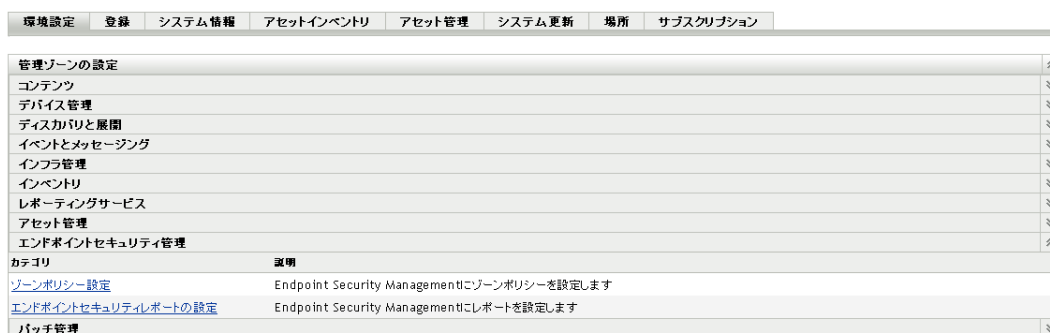 環境設定 登録 システム情報 アセットインベントリ アセット管理 システム更新 場所 サブスクリプション
管理ゾーンの設定
コンテンツ
デバイス管理
ディスカバリと展開
イベントとメッセージング
インフラ管理
インベントリ
レポーティングサービス
アセット管理
エンドポイントセキュリティ管理
カテゴリ 説明
ゾーンポリシー設定 Endpoint Security Managementにゾーンポリシーを設定します
エンドポイントセキュリティレポートの設定 Endpoint Security Managementにレポートを設定します
パッチ管理